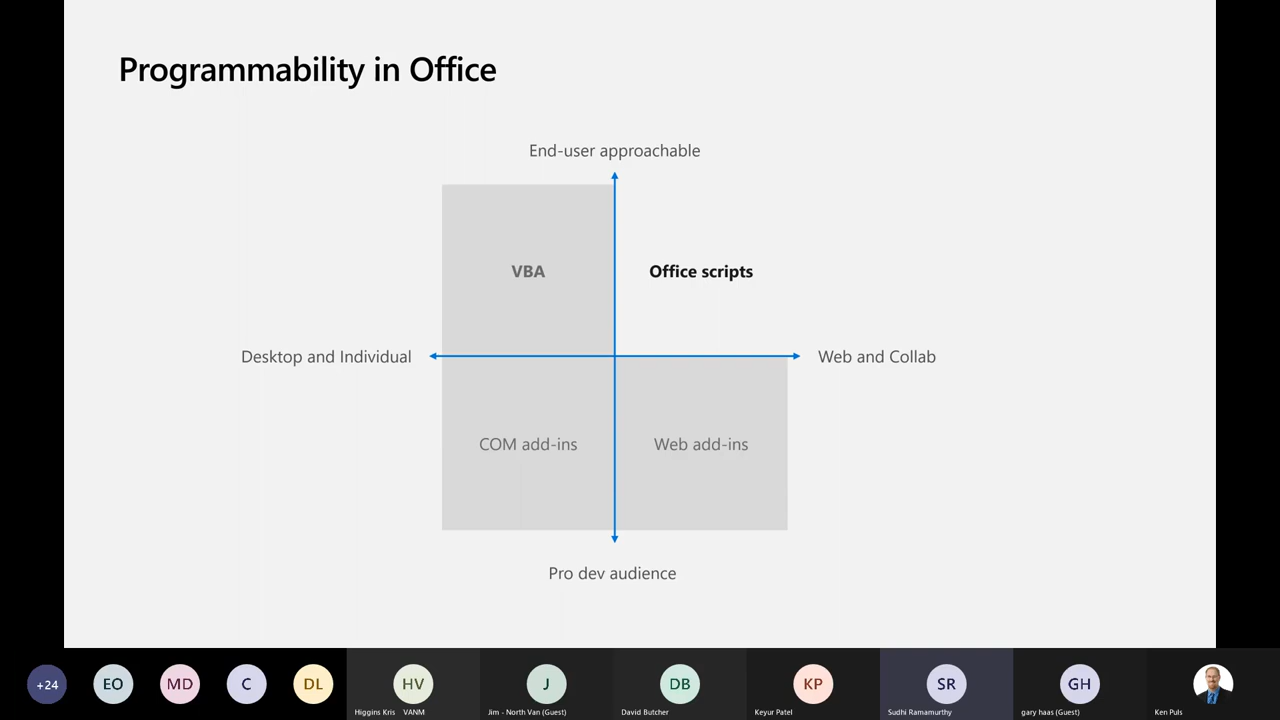 Programmability in Office
End-user approachable
VBA
Office scripts
Desktop and Individual
Web and Collab
COM add-ins
Web add-ins
Pro dev audience
+24
EO
MD
C
DL
HV
J
DB
KP
SR
GH
Higgins Kris VANM
Jim - North Van (Guest)
David Butcher
Keyur Patel
Sudhi Ramamurthy
gary haas (Guest)
Ken Puls